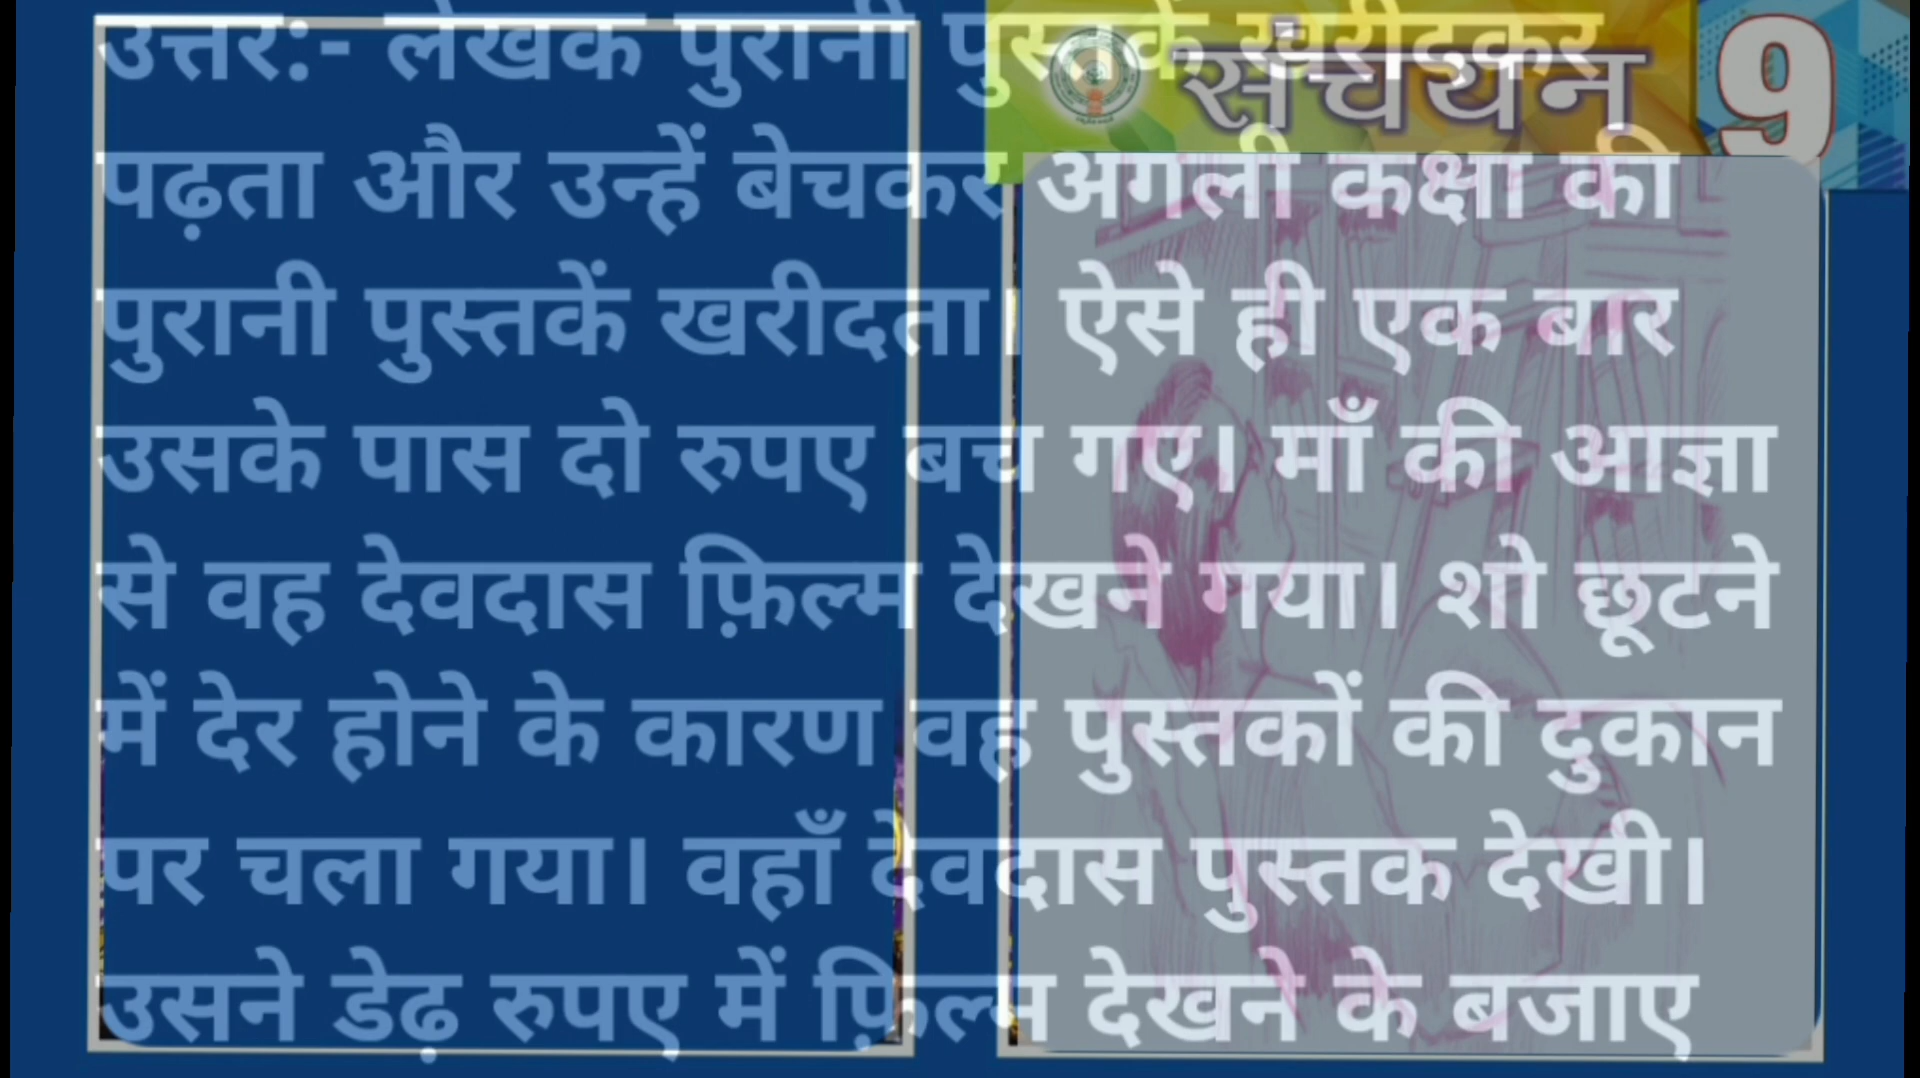 उत्तर:- लेखक पुरानी पुस्तकें खरीदकर
संचयन 9
पढ़ता और उन्हें बेचकर अगली कक्षा की
पुरानी पुस्तकें खरीदता। ऐसे ही एक बार
उसके पास दो रुपए बच गए। माँ की आज्ञा
से वह देवदास फ़िल्म देखने गया। शो छूटने
में देर होने के कारण वह पुस्तकों की दुकान
पर चला गया। वहाँ देवदास पुस्तक देखी।
उसने डेढ़ रुपए में फ़िल्म देखने के बजाए